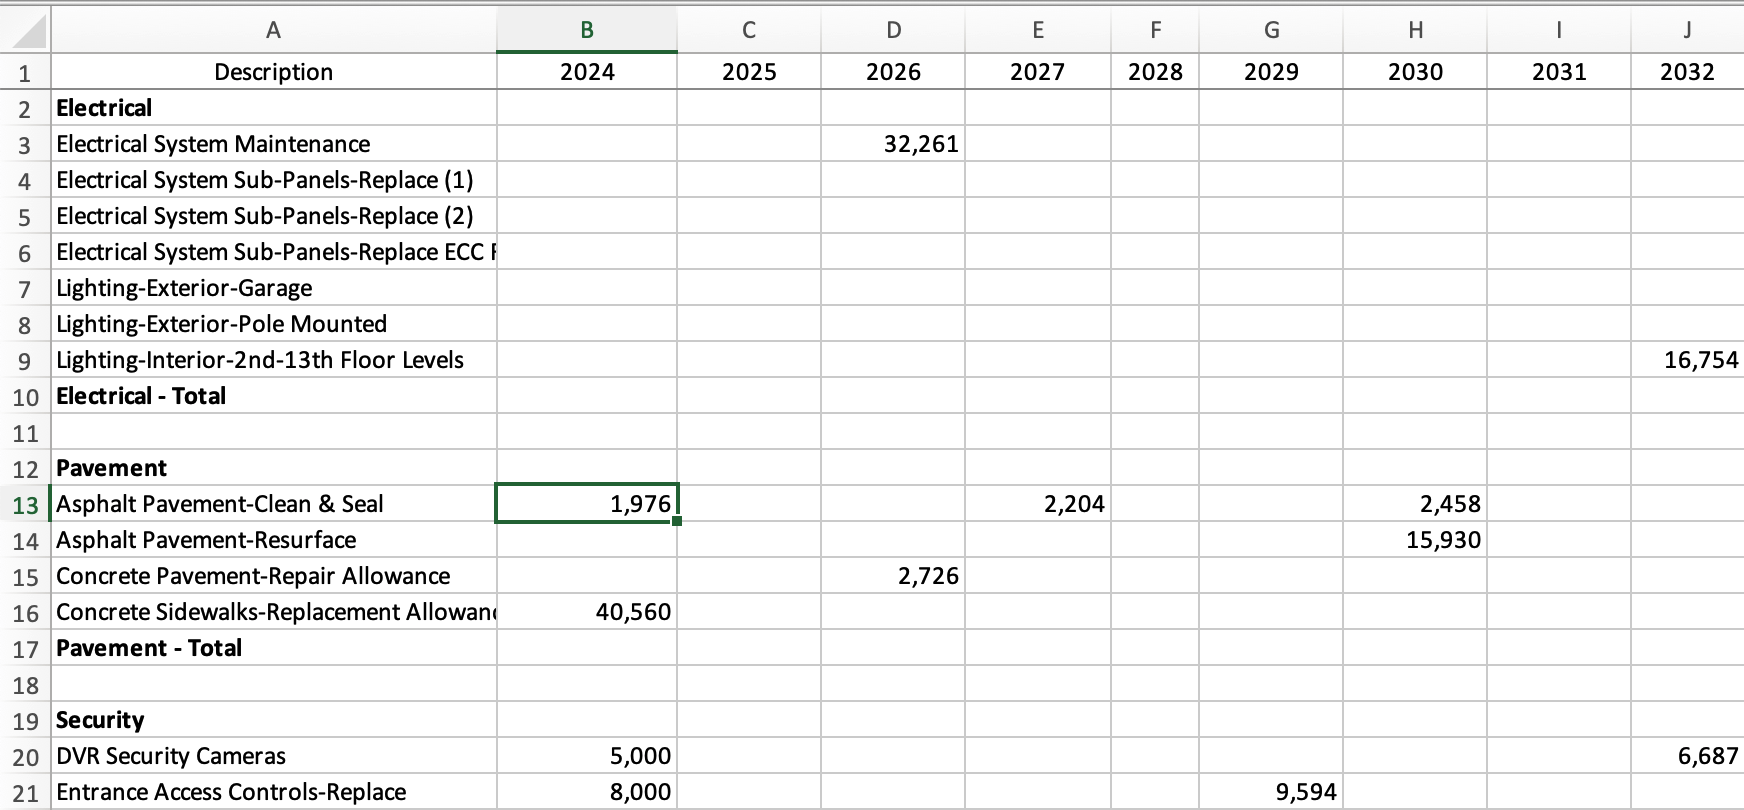 A B C D E F G H I J
1 Description 2024 2025 2026 2027 2028 2029 2030 2031 2032
2 Electrical
3 Electrical System Maintenance 32,261
4 Electrical System Sub-Panels-Replace (1)
5 Electrical System Sub-Panels-Replace (2)
6 Electrical System Sub-Panels-Replace ECC
7 Lighting-Exterior-Garage
8 Lighting-Exterior-Pole Mounted
9 Lighting-Interior-2nd-13th Floor Levels 16,754
10 Electrical - Total
11
12 Pavement
13 Asphalt Pavement-Clean & Seal 1,976 2,204 2,458
14 Asphalt Pavement-Resurface 15,930
15 Concrete Pavement-Repair Allowance 2,726
16 Concrete Sidewalks-Replacement Allowan 40,560
17 Pavement - Total
18
19 Security
20 DVR Security Cameras 5,000 6,687
21 Entrance Access Controls-Replace 8,000 9,594